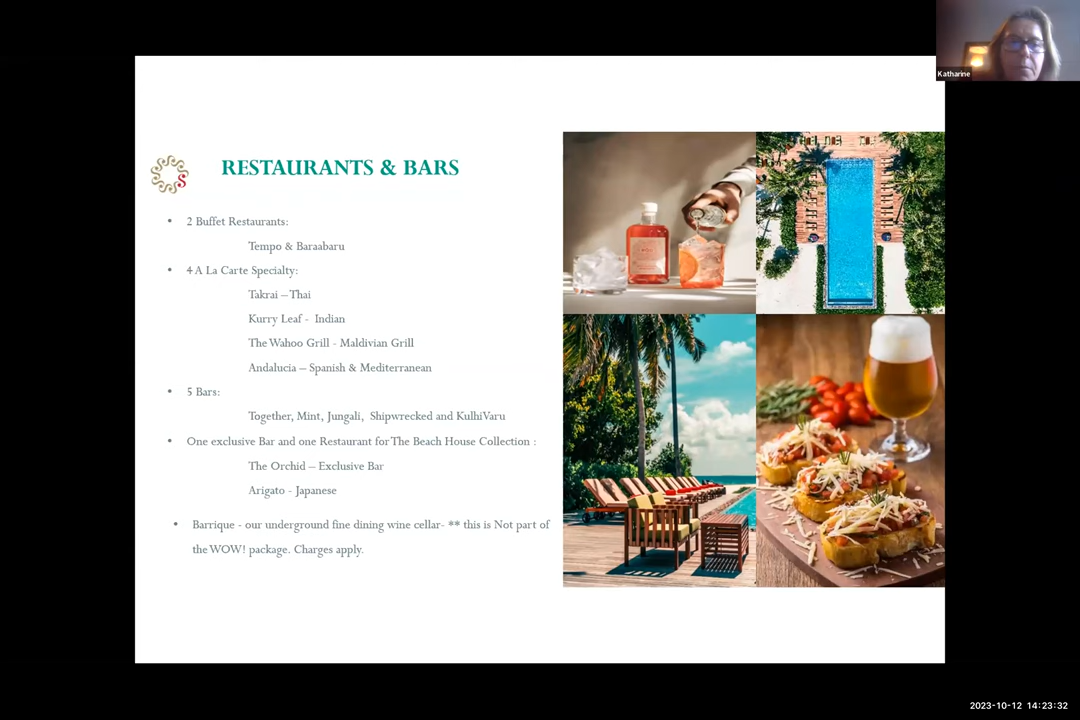 Katharine
RESTAURANTS & BARS
• 2 Buffet Restaurants:
Tempo & Baraabaru
• 4 A La Carte Specialty:
Takrai – Thai
Kurry Leaf - Indian
The Wahoo Grill - Maldivian Grill
Andalucia – Spanish & Mediterranean
• 5 Bars:
Together, Mint, Jungali, Shipwrecked and KulhiVaru
• One exclusive Bar and one Restaurant for The Beach House Collection :
The Orchid – Exclusive Bar
Arigato - Japanese
• Barrique - our underground fine dining wine cellar- ** this is Not part of
the WOW! package. Charges apply.
2023-10-12 14:23:32